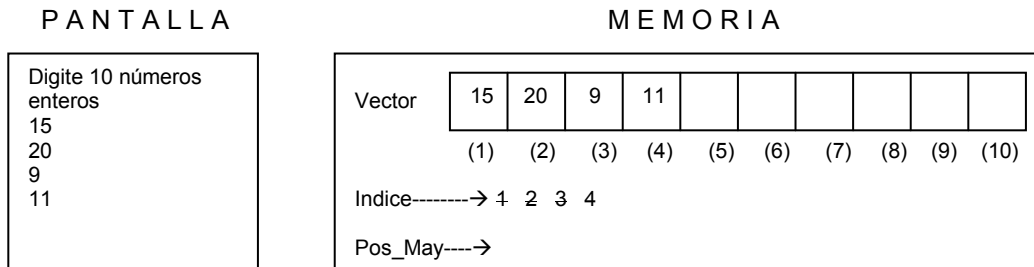 P A N T A L L A
M E M O R I A
Digite 10 números
enteros
15
20
9
11
Vector 15 20 9 11
(1) (2) (3) (4) (5) (6) (7) (8) (9) (10)
Indice--------→ 1 2 3 4
Pos_May----→